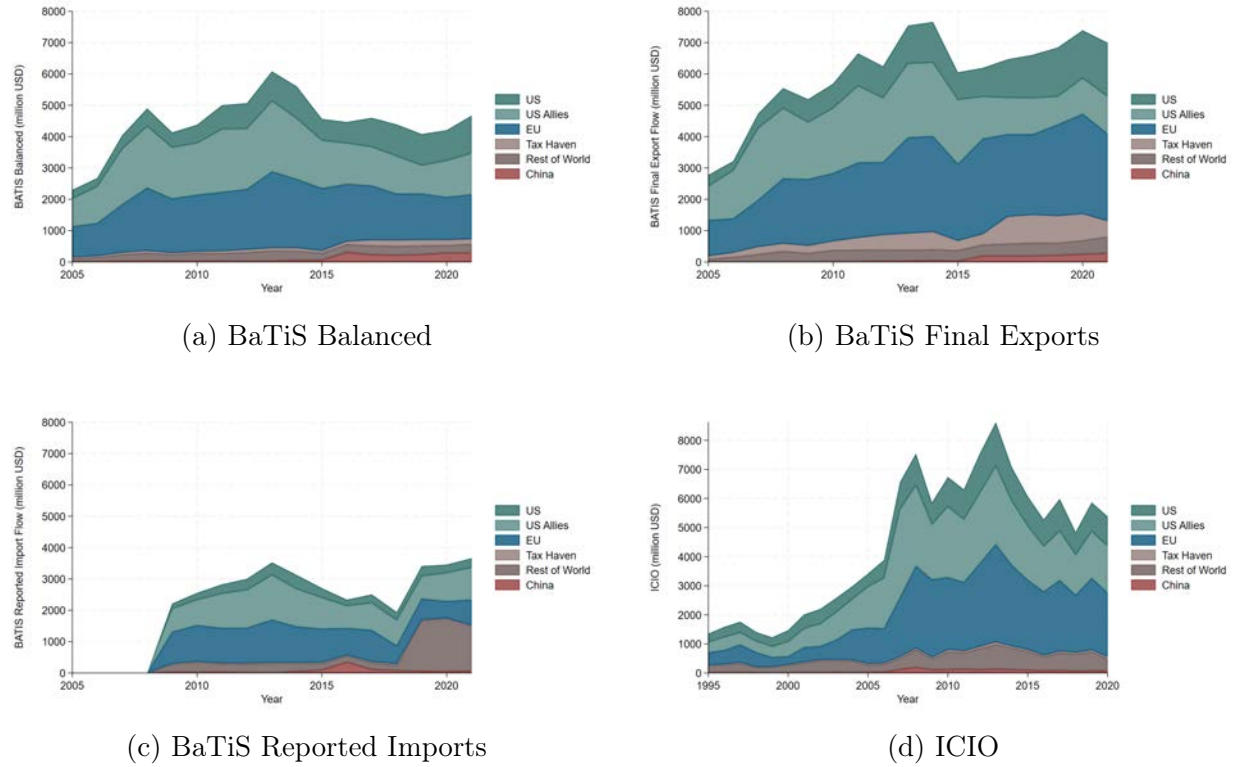 8000
7000
6000
5000
4000
3000
2000
1000
0
BATIS Balanced (million USD)
2005 2010 2015 2020
Year
US
US Allies
EU
Tax Haven
Rest of World
China
(a) BaTiS Balanced
8000
7000
6000
5000
4000
3000
2000
1000
0
BATIS Final Export Flow (million USD)
2005 2010 2015 2020
Year
US
US Allies
EU
Tax Haven
Rest of World
China
(b) BaTiS Final Exports
8000
7000
6000
5000
4000
3000
2000
1000
0
BATIS Reported Import Flow (million USD)
2005 2010 2015 2020
Year
US
US Allies
EU
Tax Haven
Rest of World
China
(c) BaTiS Reported Imports
8000
7000
6000
5000
4000
3000
2000
1000
0
ICIO (million USD)
1995 2000 2005 2010 2015 2020
Year
US
US Allies
EU
Tax Haven
Rest of World
China
(d) ICIO